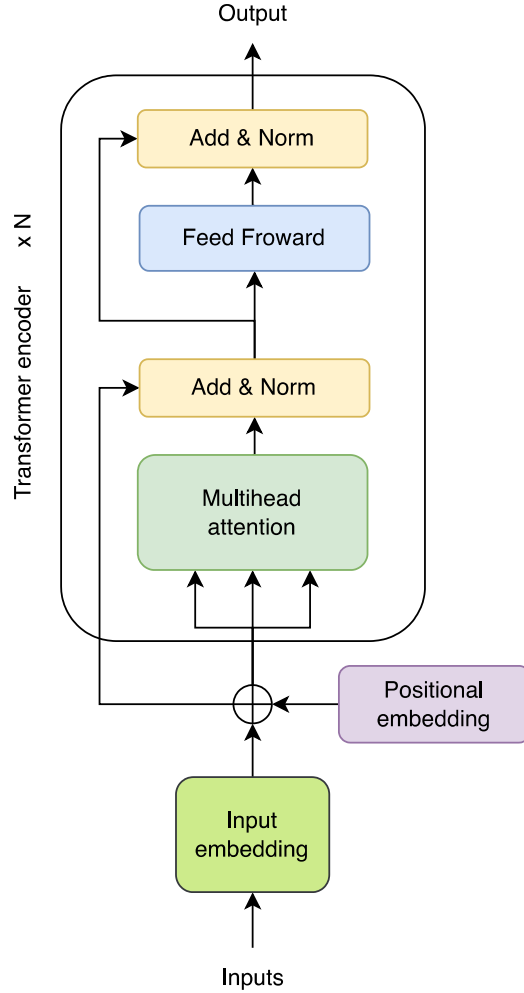 Output
Add & Norm
Feed Froward
Add & Norm
Multihead
attention
Transformer encoder x N
Positional
embedding
Input
embedding
Inputs